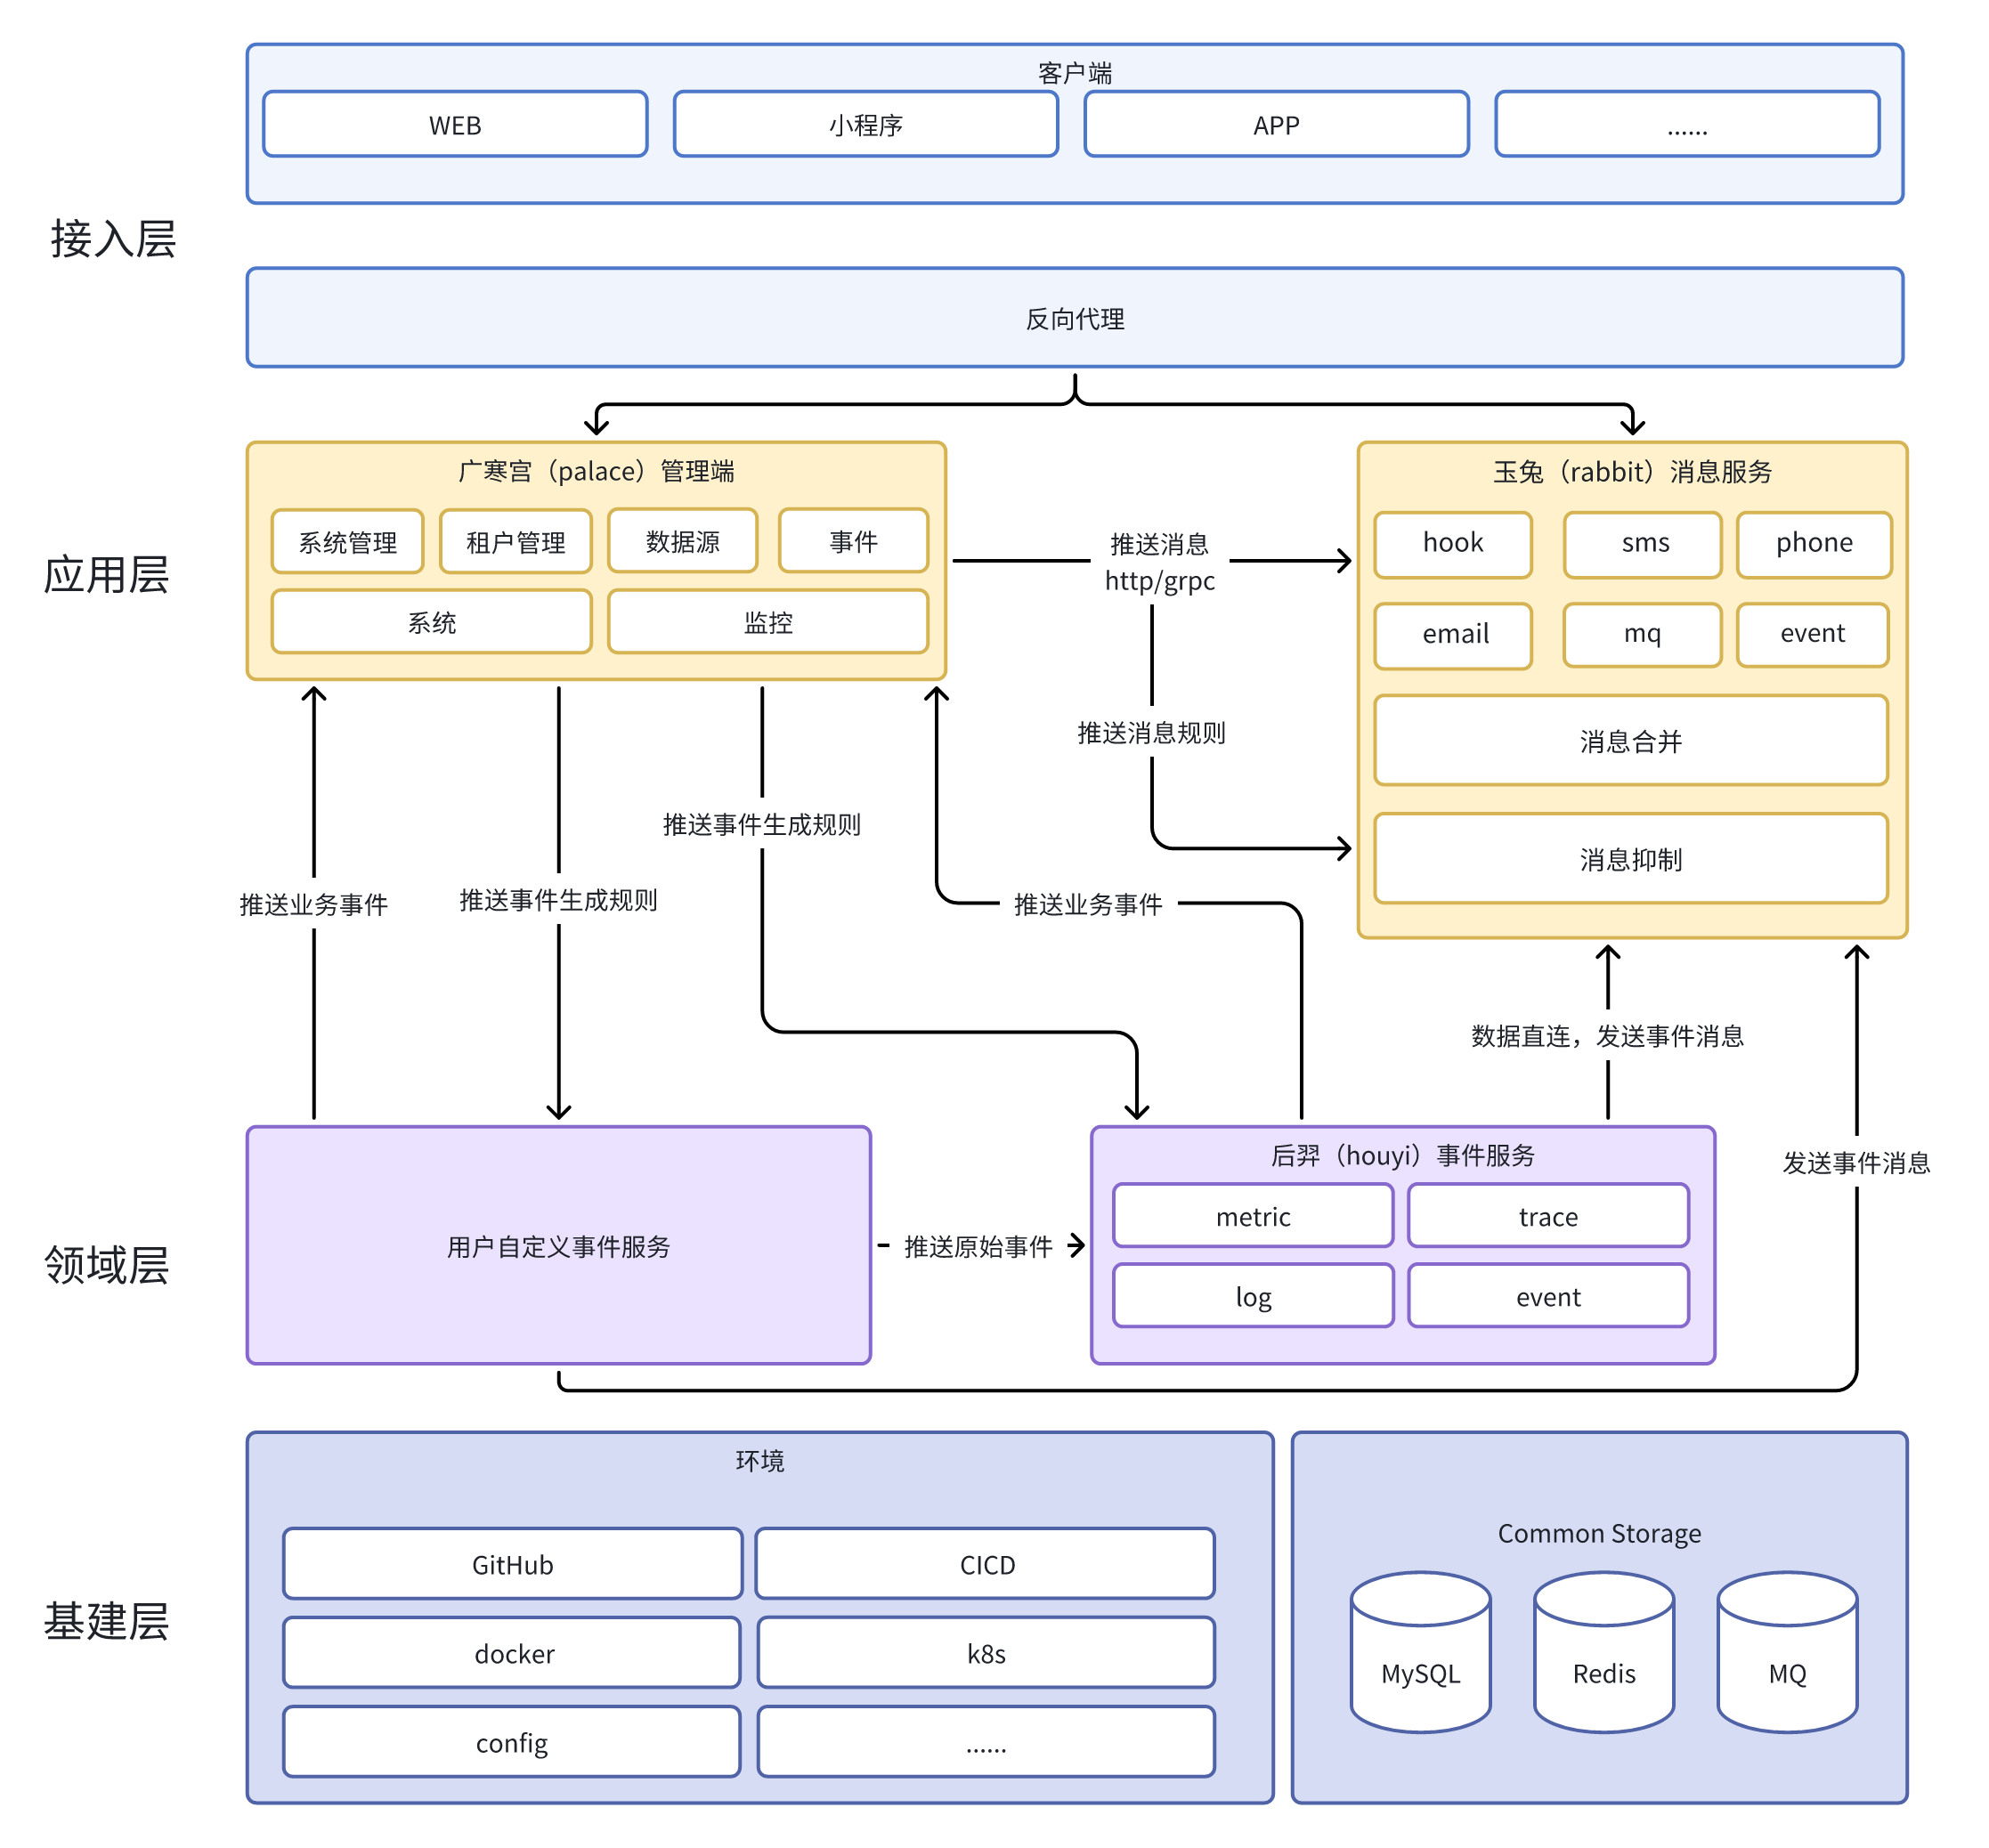 客户端
WEB
小程序
APP
......
接入层
反向代理
广寒宫（palace）管理端
系统管理
租户管理
数据源
事件
系统
监控
应用层
推送消息
http/grpc
玉兔（rabbit）消息服务
hook
sms
phone
email
mq
event
消息合并
消息抑制
推送消息规则
推送事件生成规则
推送业务事件
推送事件生成规则
推送业务事件
数据直连，发送事件消息
发送事件消息
领域层
用户自定义事件服务
推送原始事件
后羿（houyi）事件服务
metric
trace
log
event
基建层
环境
GitHub
CICD
docker
k8s
config
......
Common Storage
MySQL
Redis
MQ